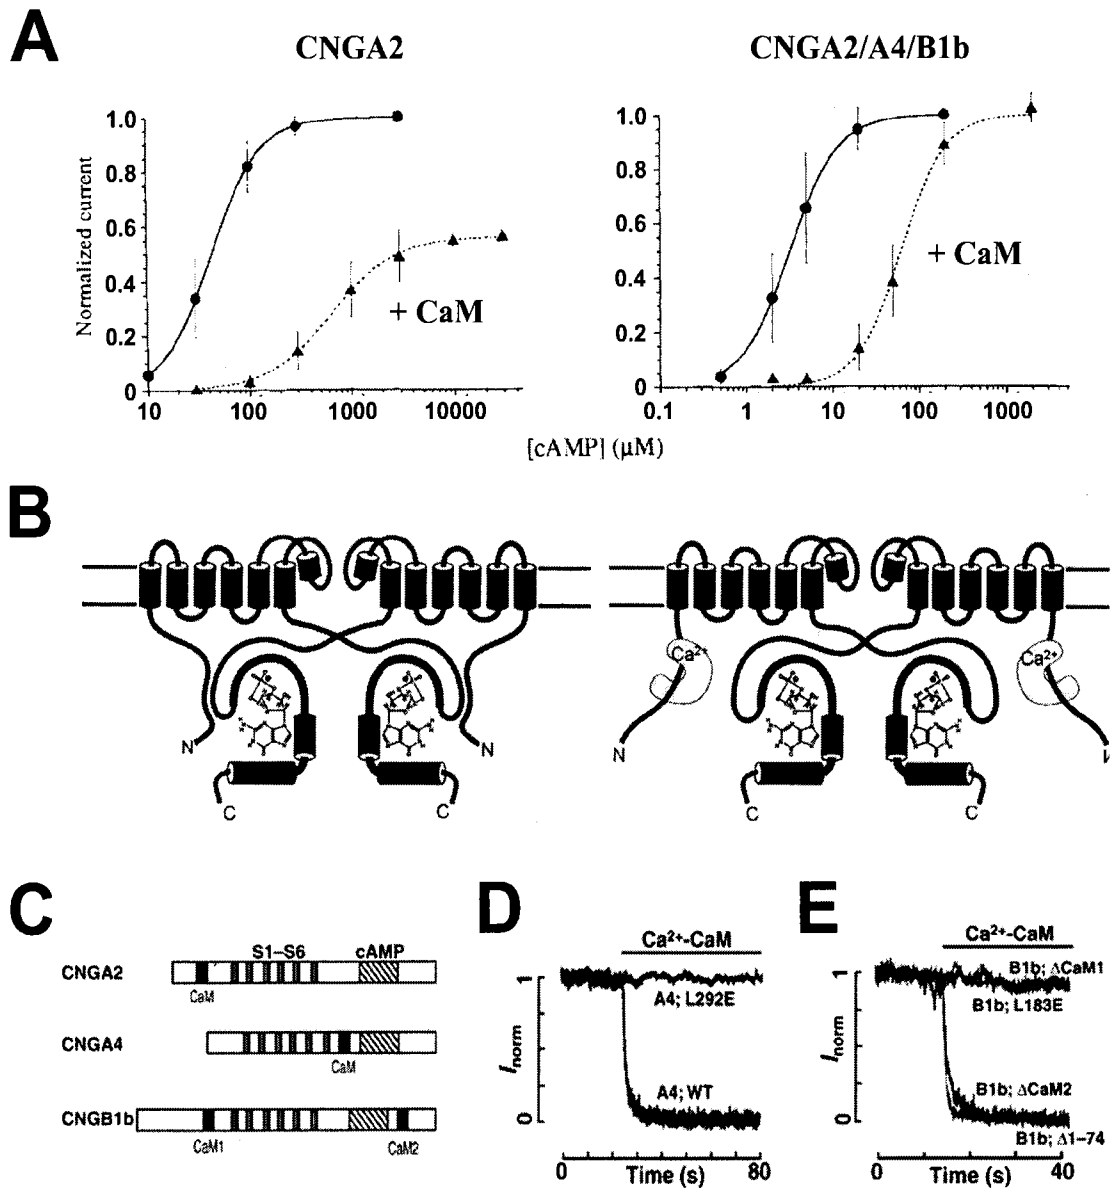 A
CNGA2
CNGA2/A4/B1b
Normalized current
1.0
0.8
0.6
0.4
0.2
0
+ CaM
10
100
1000
10000
1.0
0.8
0.6
0.4
0.2
0
+ CaM
0.1
1
10
100
1000
[cAMP] (µM)
B
N
N
C
C
Ca2+
Ca2+
N
C
C
C
S1–S6
cAMP
CNGA2
CaM
CNGA4
CaM
CNGB1b
CaM1
CaM2
D
Ca2+-CaM
1
A4; L292E
Inorm
A4; WT
0
0
80
Time (s)
E
Ca2+-CaM
1
B1b; ΔCaM1
B1b; L183E
Inorm
B1b; ΔCaM2
0
B1b; Δ1–74
0
40
Time (s)